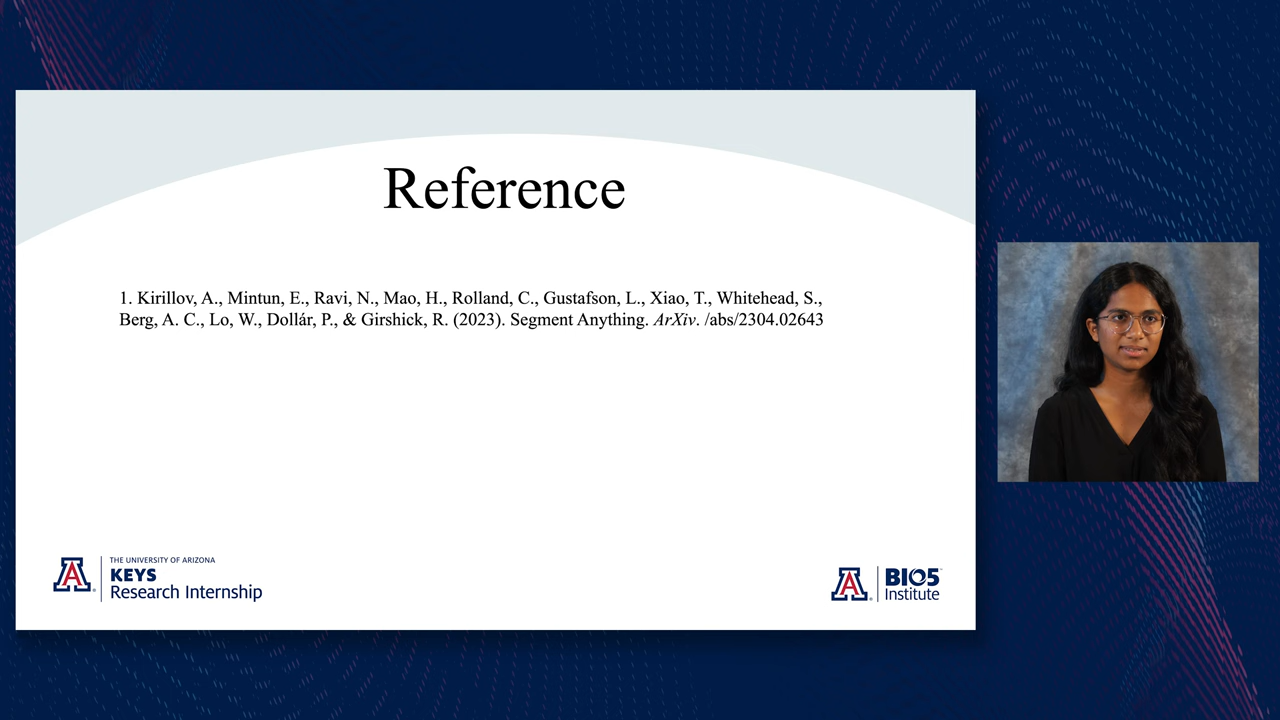 Reference
1. Kirillov, A., Mintun, E., Ravi, N., Mao, H., Rolland, C., Gustafson, L., Xiao, T., Whitehead, S.,
Berg, A. C., Lo, W., Dollár, P., & Girshick, R. (2023). Segment Anything. ArXiv. /abs/2304.02643
THE UNIVERSITY OF ARIZONA
KEYS
Research Internship
BIO5
Institute